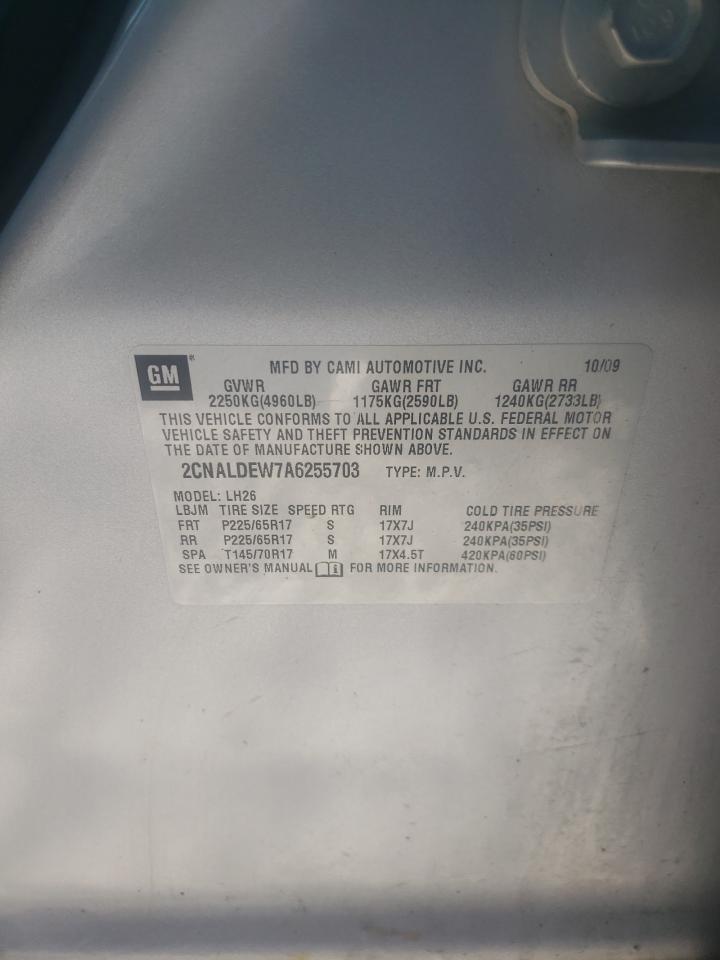 GM
MFD BY CAMI AUTOMOTIVE INC. 10/09
GVWR GAWR FRT GAWR RR
2250KG(4960LB) 1175KG(2590LB) 1240KG(2733LB)
THIS VEHICLE CONFORMS TO ALL APPLICABLE U.S. FEDERAL MOTOR
VEHICLE SAFETY AND THEFT PREVENTION STANDARDS IN EFFECT ON
THE DATE OF MANUFACTURE SHOWN ABOVE.
2CNALDEW7A6255703 TYPE: M.P.V.
MODEL: LH26
LBJM TIRE SIZE SPEED RTG RIM COLD TIRE PRESSURE
FRT P225/65R17 S 17X7J 240KPA(35PSI)
RR P225/65R17 S 17X7J 240KPA(35PSI)
SPA T145/70R17 M 17X4.5T 420KPA(60PSI)
SEE OWNER'S MANUAL FOR MORE INFORMATION.